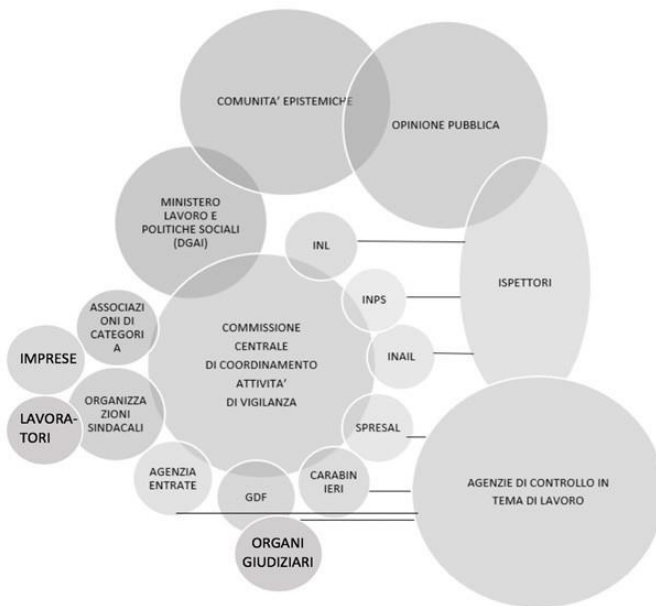 COMUNITA' EPISTEMICHE
OPINIONE PUBBLICA
MINISTERO
LAVORO E
POLITICHE SOCIALI
(DGAI)
INL
ISPETTORI
INPS
ASSOCIAZI
ONI DI
CATEGORI
A
COMMISSIONE
CENTRALE
DI COORDINAMENTO
ATTIVITA'
DI VIGILANZA
IMPRESE
INAIL
LAVORA-
TORI
ORGANIZZA
ZIONI
SINDACALI
SPRESAL
AGENZIA
ENTRATE
GDF
CARABIN
IERI
AGENZIE DI CONTROLLO IN
TEMA DI LAVORO
ORGANI
GIUDIZIARI